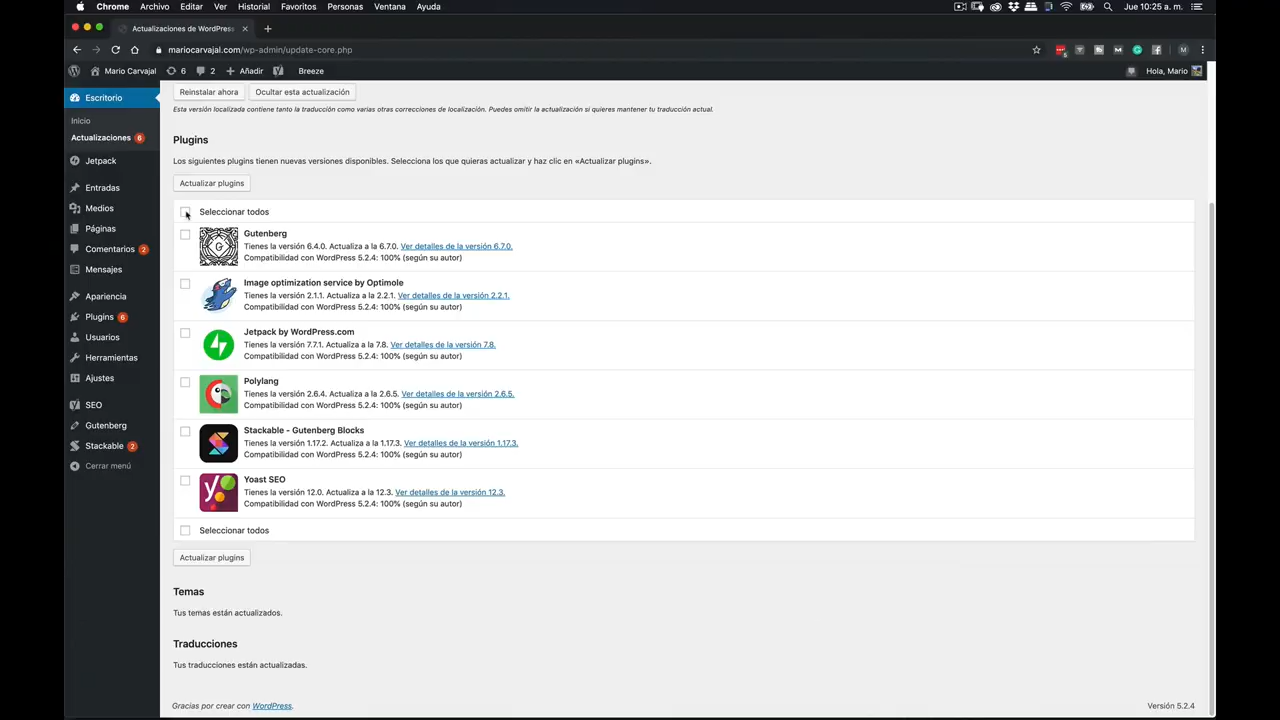 Chrome Archivo Editar Ver Historial Favoritos Personas Ventana Ayuda Jue 10:25 a. m.
Actualizaciones de WordPress
mariocarvajal.com/wp-admin/update-core.php
Mario Carvajal 6 2 Añadir Breeze Hola, Mario
Escritorio
Inicio
Actualizaciones 6
Jetpack
Entradas
Medios
Páginas
Comentarios 2
Mensajes
Apariencia
Plugins 6
Usuarios
Herramientas
Ajustes
SEO
Gutenberg
Stackable 2
Cerrar menú
Reinstalar ahora Ocultar esta actualización
Esta versión localizada contiene tanto la traducción como varias otras correcciones de localización. Puedes omitir la actualización si quieres mantener tu traducción actual.
Plugins
Los siguientes plugins tienen nuevas versiones disponibles. Selecciona los que quieras actualizar y haz clic en «Actualizar plugins».
Actualizar plugins
Seleccionar todos
Gutenberg
Tienes la versión 6.4.0. Actualiza a la 6.7.0. Ver detalles de la versión 6.7.0.
Compatibilidad con WordPress 5.2.4: 100% (según su autor)
Image optimization service by Optimole
Tienes la versión 2.1.1. Actualiza a la 2.2.1. Ver detalles de la versión 2.2.1.
Compatibilidad con WordPress 5.2.4: 100% (según su autor)
Jetpack by WordPress.com
Tienes la versión 7.7.1. Actualiza a la 7.8. Ver detalles de la versión 7.8.
Compatibilidad con WordPress 5.2.4: 100% (según su autor)
Polylang
Tienes la versión 2.6.4. Actualiza a la 2.6.5. Ver detalles de la versión 2.6.5.
Compatibilidad con WordPress 5.2.4: 100% (según su autor)
Stackable - Gutenberg Blocks
Tienes la versión 1.17.2. Actualiza a la 1.17.3. Ver detalles de la versión 1.17.3.
Compatibilidad con WordPress 5.2.4: 100% (según su autor)
Yoast SEO
Tienes la versión 12.0. Actualiza a la 12.3. Ver detalles de la versión 12.3.
Compatibilidad con WordPress 5.2.4: 100% (según su autor)
Seleccionar todos
Actualizar plugins
Temas
Tus temas están actualizados.
Traducciones
Tus traducciones están actualizadas.
Gracias por crear con WordPress.
Versión 5.2.4